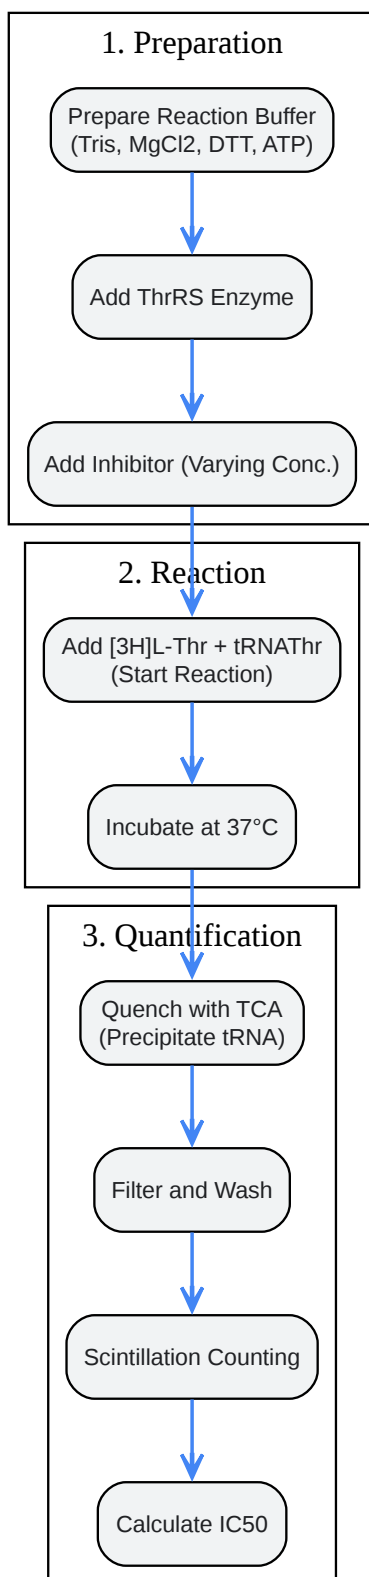 1. Preparation
Prepare Reaction Buffer
(Tris, MgCl2, DTT, ATP)
Add ThrRS Enzyme
Add Inhibitor (Varying Conc.)
2. Reaction
Add [3H]L-Thr + tRNAThr
(Start Reaction)
Incubate at 37°C
3. Quantification
Quench with TCA
(Precipitate tRNA)
Filter and Wash
Scintillation Counting
Calculate IC50